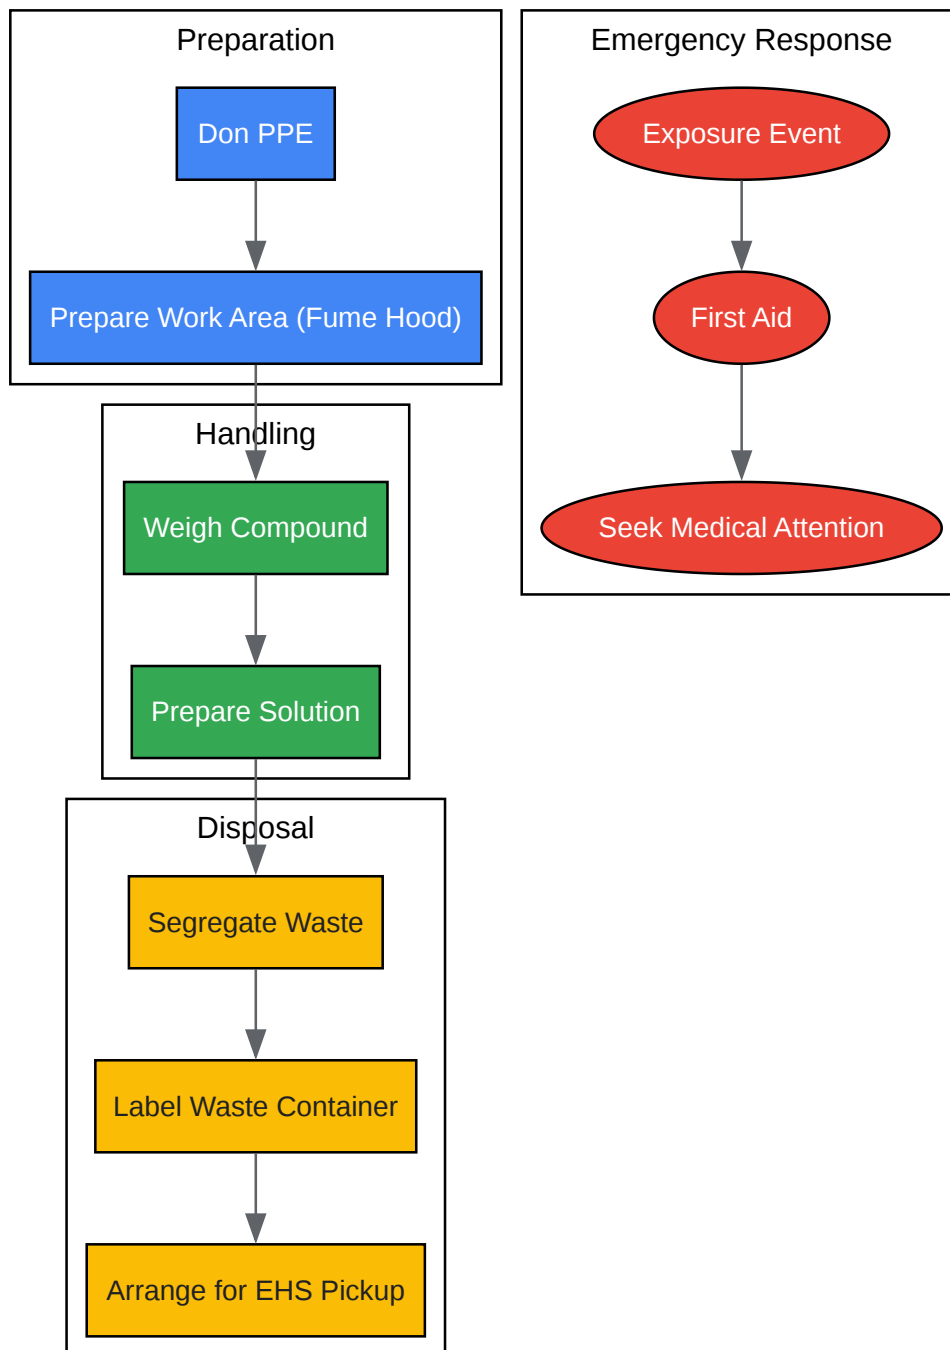 Preparation
Don PPE
Prepare Work Area (Fume Hood)
Handling
Weigh Compound
Prepare Solution
Disposal
Segregate Waste
Label Waste Container
Arrange for EHS Pickup
Emergency Response
Exposure Event
First Aid
Seek Medical Attention